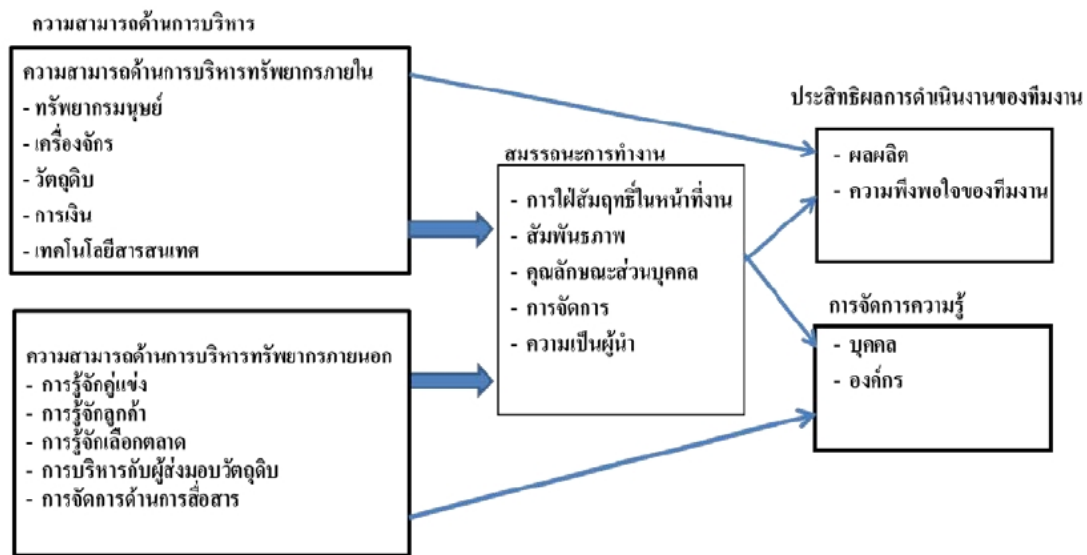 ความสามารถด้านการบริหาร
ความสามารถด้านการบริหารทรัพยากรภายใน
- ทรัพยากรมนุษย์
- เครื่องจักร
- วัตถุดิบ
- การเงิน
- เทคโนโลยีสารสนเทศ
ความสามารถด้านการบริหารทรัพยากรภายนอก
- การรู้จักคู่แข่ง
- การรู้จักลูกค้า
- การรู้จักเลือกตลาด
- การบริหารกับผู้ส่งมอบวัตถุดิบ
- การจัดการด้านการสื่อสาร
สมรรถนะการทำงาน
- การใฝ่สัมฤทธิ์ในหน้าที่งาน
- สัมพันธภาพ
- คุณลักษณะส่วนบุคคล
- การจัดการ
- ความเป็นผู้นำ
ประสิทธิผลการดำเนินงานของทีมงาน
- ผลผลิต
- ความพึงพอใจของทีมงาน
การจัดการความรู้
- บุคคล
- องค์กร